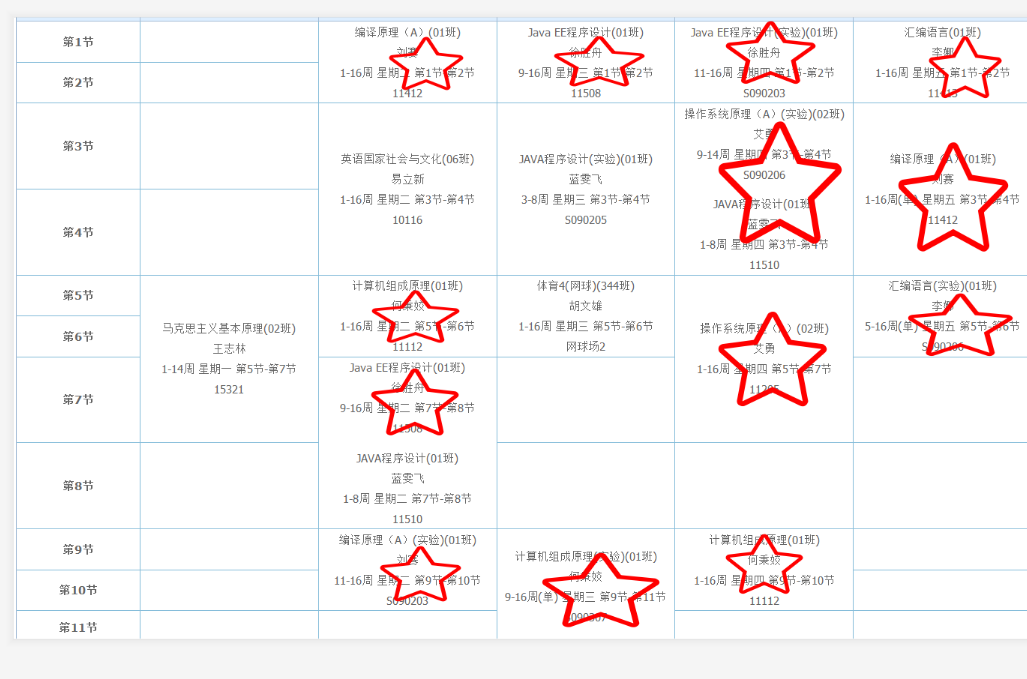 第1节
编译原理（A）(01班)
刘赛
1-16周 星期二 第1节-第2节
11412
Java EE程序设计(01班)
徐胜舟
9-16周 星期三 第1节-第2节
11508
Java EE程序设计(实验)(01班)
徐胜舟
11-16周 星期四 第1节-第2节
S090203
汇编语言(01班)
李
1-16周 星期五 第1节-第2节
第2节
第3节
英语国家社会与文化(06班)
易立新
1-16周 星期二 第3节-第4节
10116
JAVA程序设计(实验)(01班)
蓝雯飞
3-8周 星期三 第3节-第4节
S090205
操作系统原理（A）(实验)(02班)
艾勇
9-14周 星期四 第3节-第4节
S090206
JAVA程序设计(01班)
蓝雯飞
1-8周 星期四 第3节-第4节
11510
编译原理（A）(01班)
刘赛
1-16周(单) 星期五 第3节-第4节
11412
第4节
第5节
计算机组成原理(01班)
何秉姣
1-16周 星期二 第5节-第6节
11112
体育4(网球)(344班)
胡文雄
1-16周 星期三 第5节-第6节
网球场2
汇编语言(实验)(01班)
李
5-16周(单) 星期五 第5节-第6节
第6节
马克思主义基本原理(02班)
王志林
1-14周 星期一 第5节-第7节
15321
操作系统原理（A）(02班)
艾勇
1-16周 星期四 第5节-第7节
第7节
Java EE程序设计(01班)
徐胜舟
9-16周 星期二 第7节-第8节
11508
JAVA程序设计(01班)
蓝雯飞
1-8周 星期二 第7节-第8节
11510
第8节
第9节
编译原理（A）(实验)(01班)
刘赛
11-16周 星期二 第9节-第10节
S090203
计算机组成原理(实验)(01班)
何秉姣
9-16周(单) 星期三 第9节-第11节
计算机组成原理(01班)
何秉姣
1-16周 星期四 第9节-第10节
11112
第10节
第11节